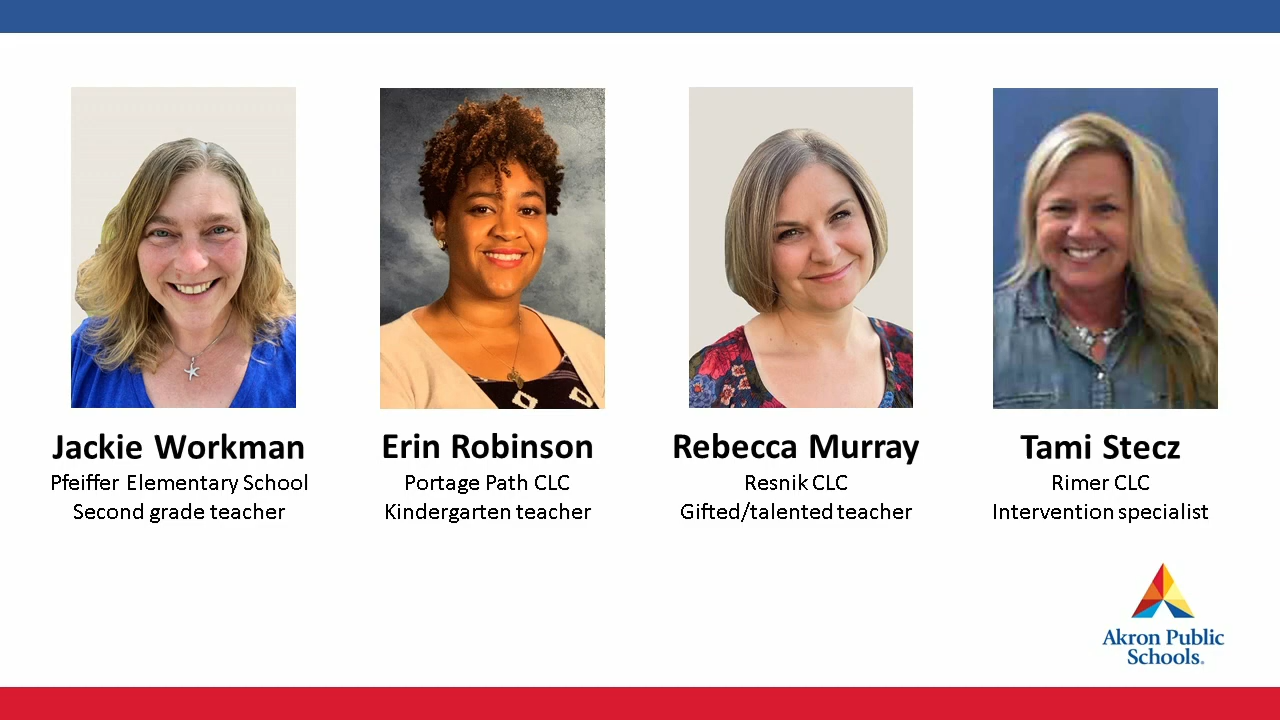 Jackie Workman
Pfeiffer Elementary School
Second grade teacher
Erin Robinson
Portage Path CLC
Kindergarten teacher
Rebecca Murray
Resnik CLC
Gifted/talented teacher
Tami Stecz
Rimer CLC
Intervention specialist
Akron Public
Schools®